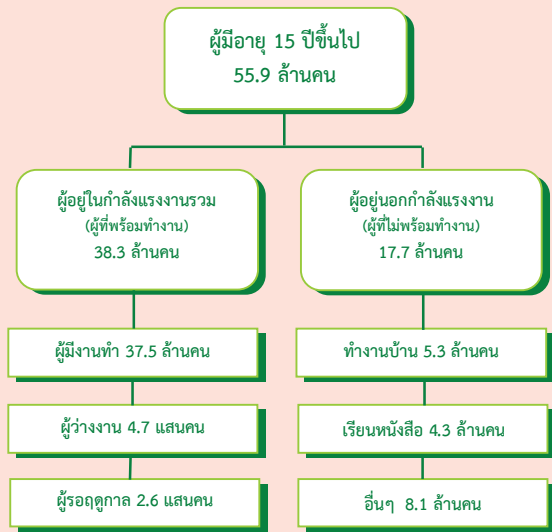 ผู้มีอายุ 15 ปีขึ้นไป
55.9 ล้านคน
ผู้อยู่ในกำลังแรงงานรวม
(ผู้ที่พร้อมทำงาน)
38.3 ล้านคน
ผู้มีงานทำ 37.5 ล้านคน
ผู้ว่างงาน 4.7 แสนคน
ผู้รอฤดูกาล 2.6 แสนคน
ผู้อยู่นอกกำลังแรงงาน
(ผู้ที่ไม่พร้อมทำงาน)
17.7 ล้านคน
ทำงานบ้าน 5.3 ล้านคน
เรียนหนังสือ 4.3 ล้านคน
อื่นๆ 8.1 ล้านคน